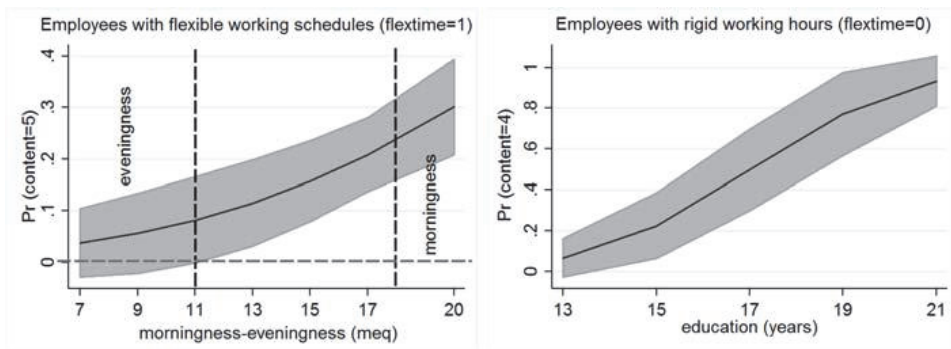 Employees with flexible working schedules (flextime=1)
Pr (content=5)
.4
.3
.2
.1
0
eveningness
morningness
7 9 11 13 15 17 20
morningness-eveningness (meq)
Employees with rigid working hours (flextime=0)
Pr (content=4)
1
.8
.6
.4
.2
0
13 15 17 19 21
education (years)